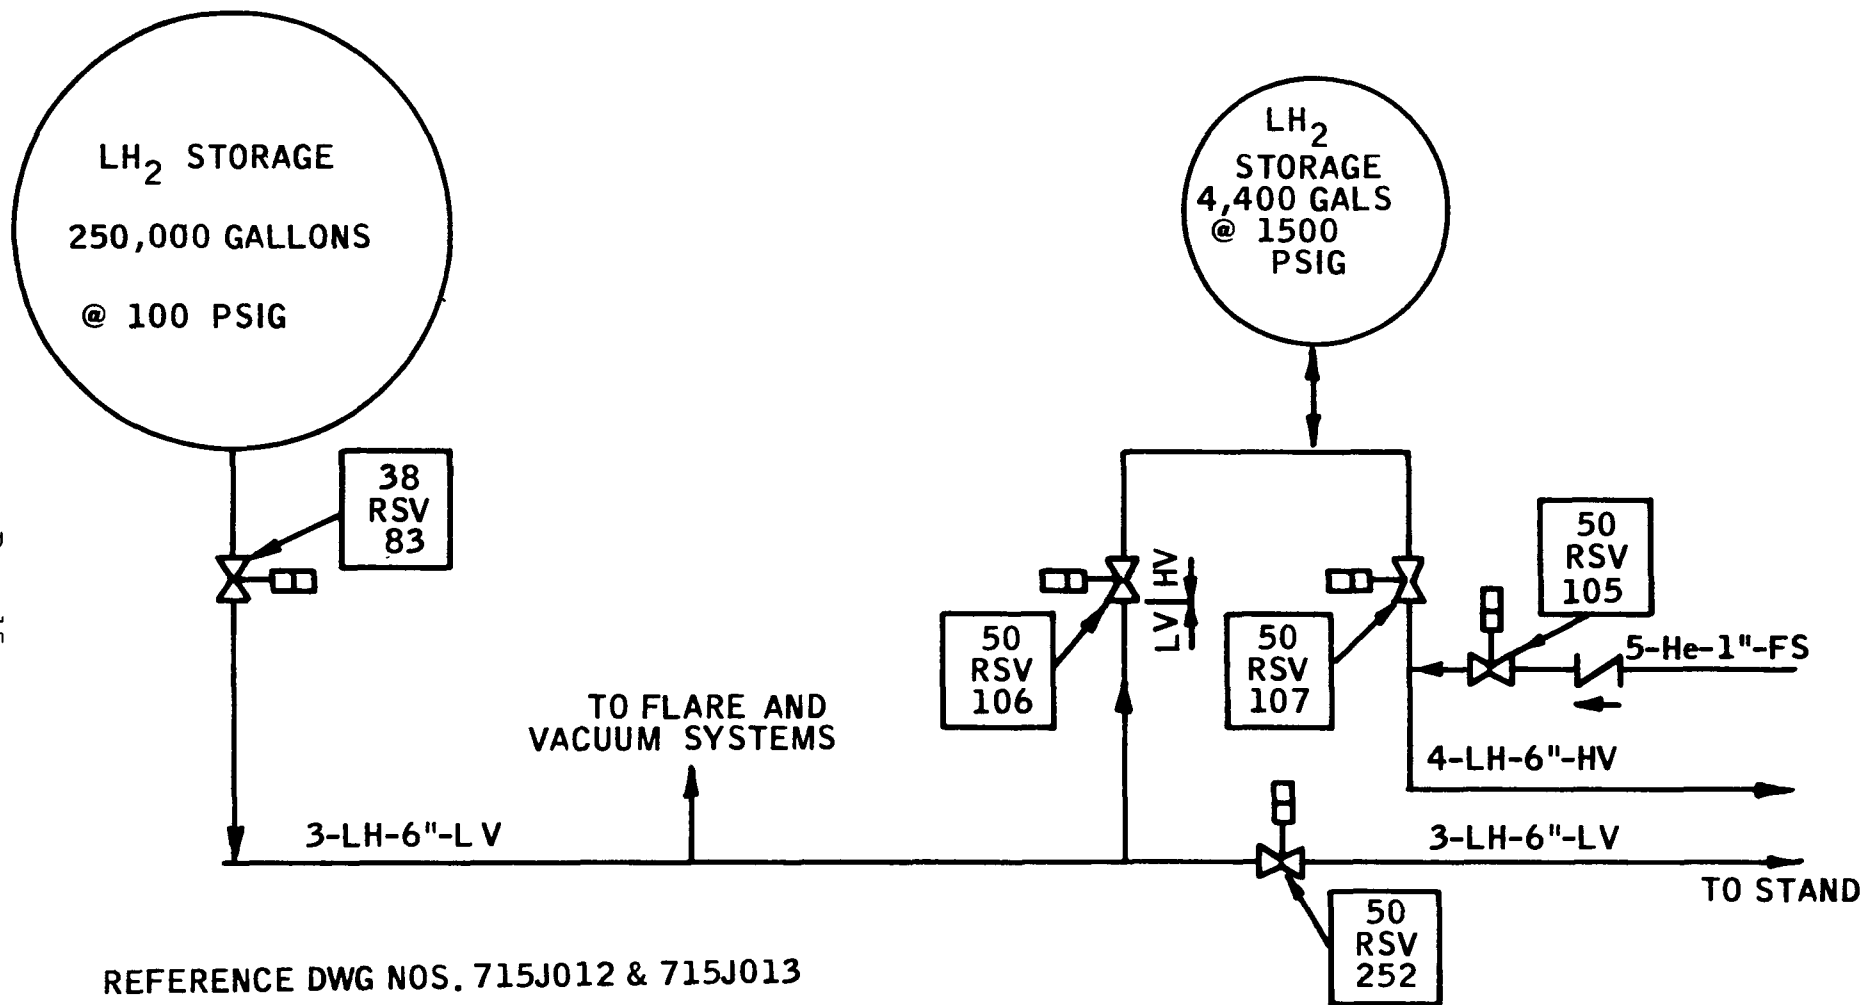 LH2 STORAGE
250,000 GALLONS
@ 100 PSIG
LH2
STORAGE
4,400 GALS
@ 1500
PSIG
38
RSV
83
50
RSV
106
LV HV
50
RSV
107
50
RSV
105
5-He-1"-FS
TO FLARE AND
VACUUM SYSTEMS
4-LH-6"-HV
3-LH-6"-LV
3-LH-6"-LV
TO STAND
50
RSV
252
REFERENCE DWG NOS. 715J012 & 715J013